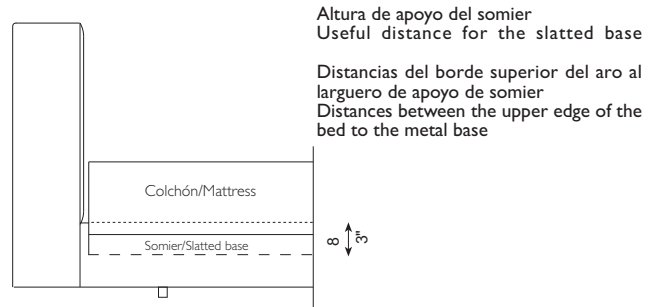 Altura de apoyo del somier
Useful distance for the slatted base
Distancias del borde superior del aro al
larguero de apoyo de somier
Distances between the upper edge of the
bed to the metal base
Colchón/Mattress
Somier/Slatted base
8
3"